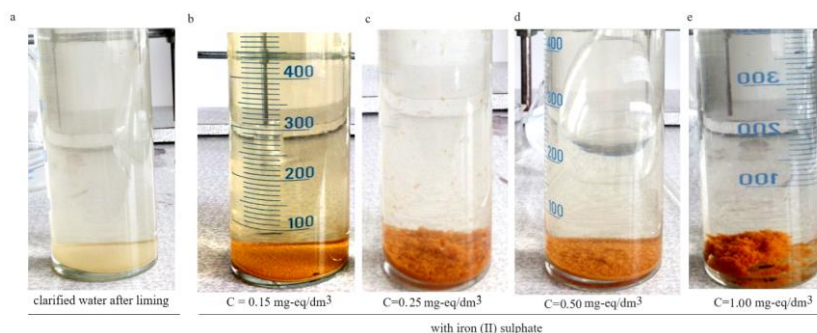 a
b
c
d
e
400
300
200
100
400
300
200
100
300
200
100
clarified water after liming
C = 0.15 mg-eq/dm³
C=0.25 mg-eq/dm³
C=0.50 mg-eq/dm³
C=1.00 mg-eq/dm³
with iron (II) sulphate